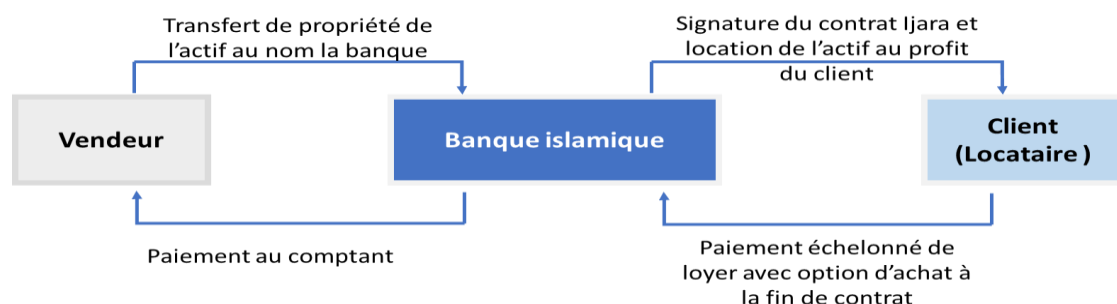 Transfert de propriété de
l’actif au nom la banque
Signature du contrat Ijara et
location de l’actif au profit
du client
Vendeur
Banque islamique
Client
(Locataire )
Paiement au comptant
Paiement échelonné de
loyer avec option d’achat à
la fin de contrat